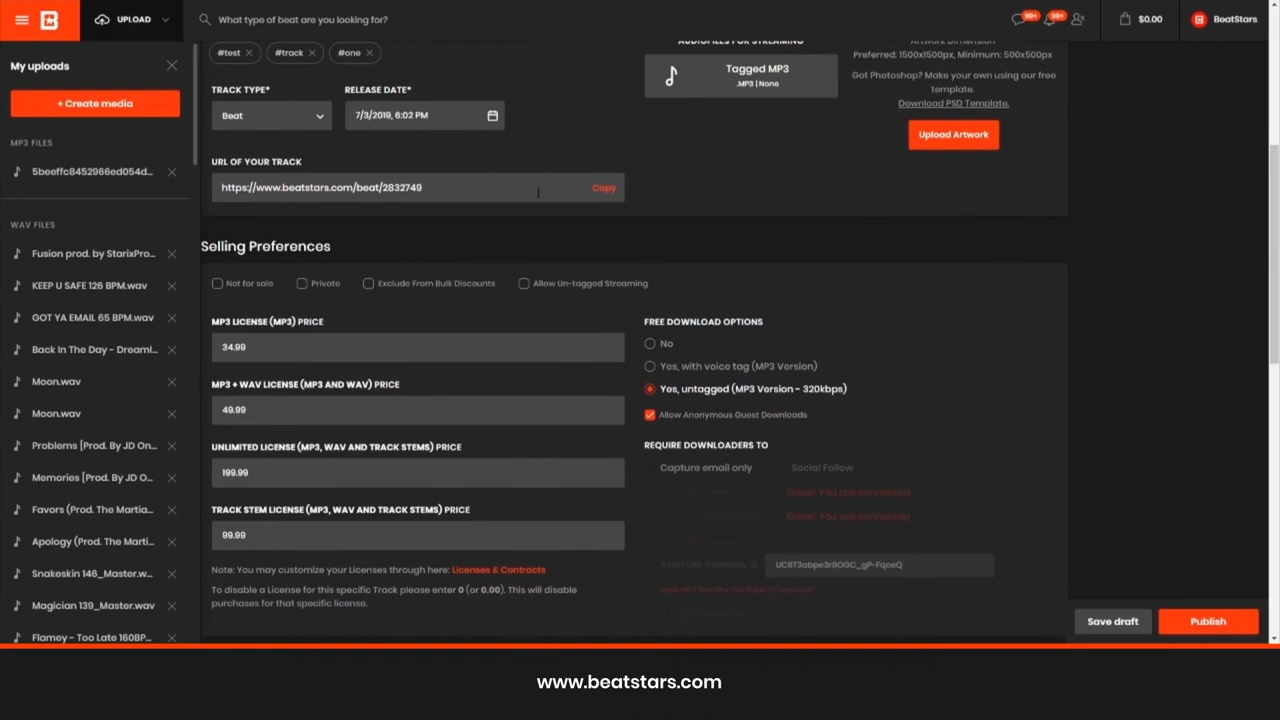 UPLOAD
What type of beat are you looking for?
99+
99+
$0.00
BeatStars
My uploads
+ Create media
MP3 FILES
5beeffc8452966ed054d...
WAV FILES
Fusion prod. by StarixPro...
KEEP U SAFE 126 BPM.wav
GOT YA EMAIL 65 BPM.wav
Back In The Day - Dreami...
Moon.wav
Moon.wav
Problems [Prod. By JD On...
Memories [Prod. By JD O...
Favors (Prod. The Martia...
Apology (Prod. The Marti...
Snakeskin 146_Master.w...
Magician 139_Master.wav
Flamey - Too Late 160BP...
#test
#track
#one
TRACK TYPE*
RELEASE DATE*
Beat
7/3/2019, 6:02 PM
URL OF YOUR TRACK
https://www.beatstars.com/beat/2832749
Copy
AUDIOFILES FOR STREAMING
Tagged MP3
.MP3 | None
Artwork Dimension
Preferred: 1500x1500px, Minimum: 500x500px
Got Photoshop? Make your own using our free
template.
Download PSD Template.
Upload Artwork
Selling Preferences
Not for sale
Private
Exclude From Bulk Discounts
Allow Un-tagged Streaming
MP3 LICENSE (MP3) PRICE
34.99
MP3 + WAV LICENSE (MP3 AND WAV) PRICE
49.99
UNLIMITED LICENSE (MP3, WAV AND TRACK STEMS) PRICE
199.99
TRACK STEM LICENSE (MP3, WAV AND TRACK STEMS) PRICE
99.99
Note: You may customize your Licenses through here: Licenses & Contracts
To disable a License for this specific Track please enter 0 (or 0.00). This will disable
purchases for that specific license.
FREE DOWNLOAD OPTIONS
No
Yes, with voice tag (MP3 Version)
Yes, untagged (MP3 Version - 320kbps)
Allow Anonymous Guest Downloads
REQUIRE DOWNLOADERS TO
Capture email only
Social Follow
Great! You are connected.
Great! You are connected.
YOUTUBE CHANNEL ID
Save draft
Publish
www.beatstars.com